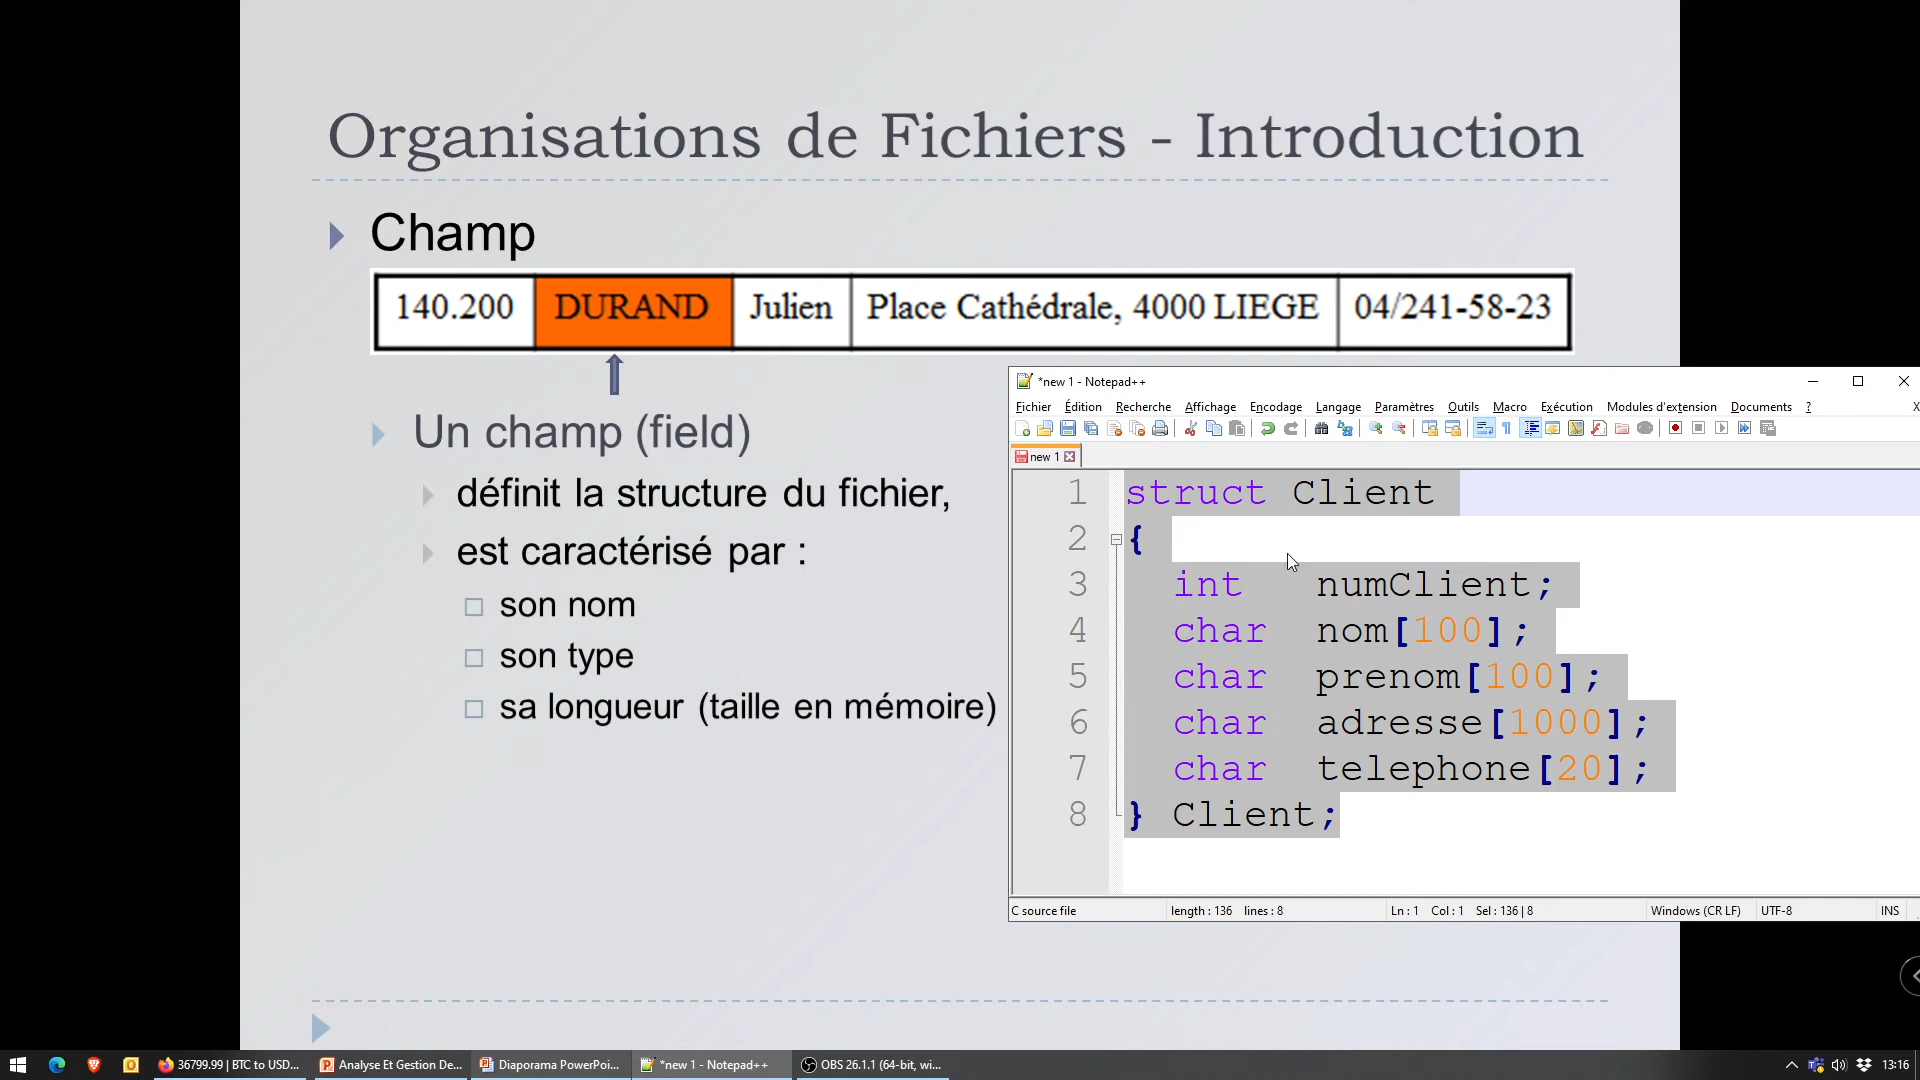 Organisations de Fichiers - Introduction
Champ
140.200 DURAND Julien Place Cathédrale, 4000 LIEGE 04/241-58-23
Un champ (field)
définit la structure du fichier,
est caractérisé par :
son nom
son type
sa longueur (taille en mémoire)
*new 1 - Notepad++
Fichier Édition Recherche Affichage Encodage Langage Paramètres Outils Macro Exécution Modules d'extension Documents ? X
new 1
1 struct Client
2 {
3 int numClient;
4 char nom[100];
5 char prenom[100];
6 char adresse[1000];
7 char telephone[20];
8 } Client;
C source file length : 136 lines : 8 Ln : 1 Col : 1 Sel : 136 | 8 Windows (CR LF) UTF-8 INS
36799.99 | BTC to USD... Analyse Et Gestion De... Diaporama PowerPoi... *new 1 - Notepad++ OBS 26.1.1 (64-bit, wi... 13:16